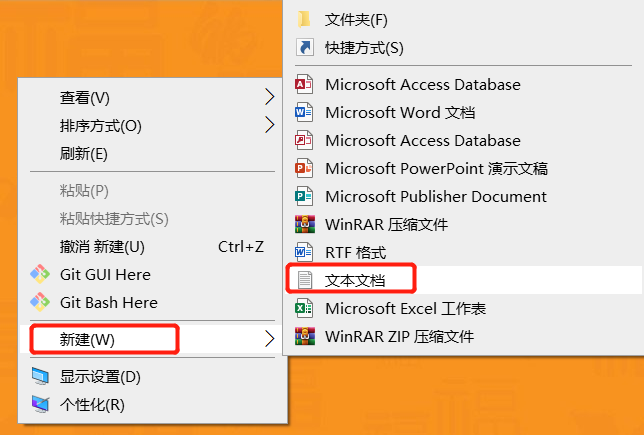 查看(V)
排序方式(O)
刷新(E)
粘贴(P)
粘贴快捷方式(S)
撤消 新建(U) Ctrl+Z
Git GUI Here
Git Bash Here
新建(W)
显示设置(D)
个性化(R)
文件夹(F)
快捷方式(S)
Microsoft Access Database
Microsoft Word 文档
Microsoft Access Database
Microsoft PowerPoint 演示文稿
Microsoft Publisher Document
WinRAR 压缩文件
RTF 格式
文本文档
Microsoft Excel 工作表
WinRAR ZIP 压缩文件